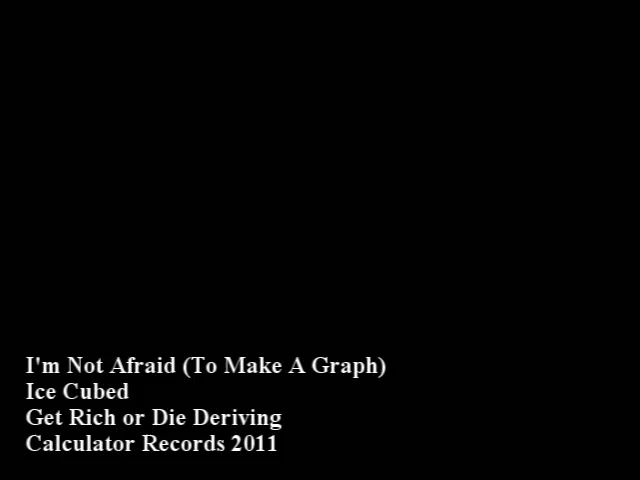 I'm Not Afraid (To Make A Graph)
Ice Cubed
Get Rich or Die Deriving
Calculator Records 2011